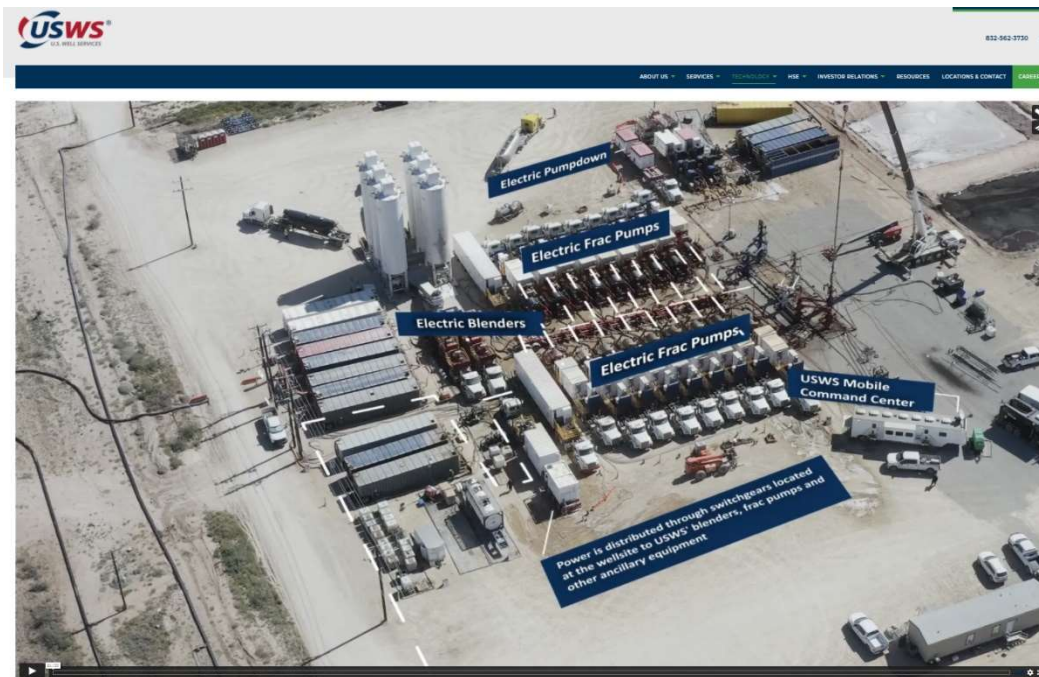 USWS®
U.S. WELL SERVICES
832-562-3730
ABOUT US SERVICES TECHNOLOGY HSE INVESTOR RELATIONS RESOURCES LOCATIONS & CONTACT CAREER
Electric Pumpdown
Electric Frac Pumps
Electric Blenders
Electric Frac Pumps
USWS Mobile
Command Center
Power is distributed through switchgears located
at the wellsite to USWS' blenders, frac pumps and
other ancillary equipment